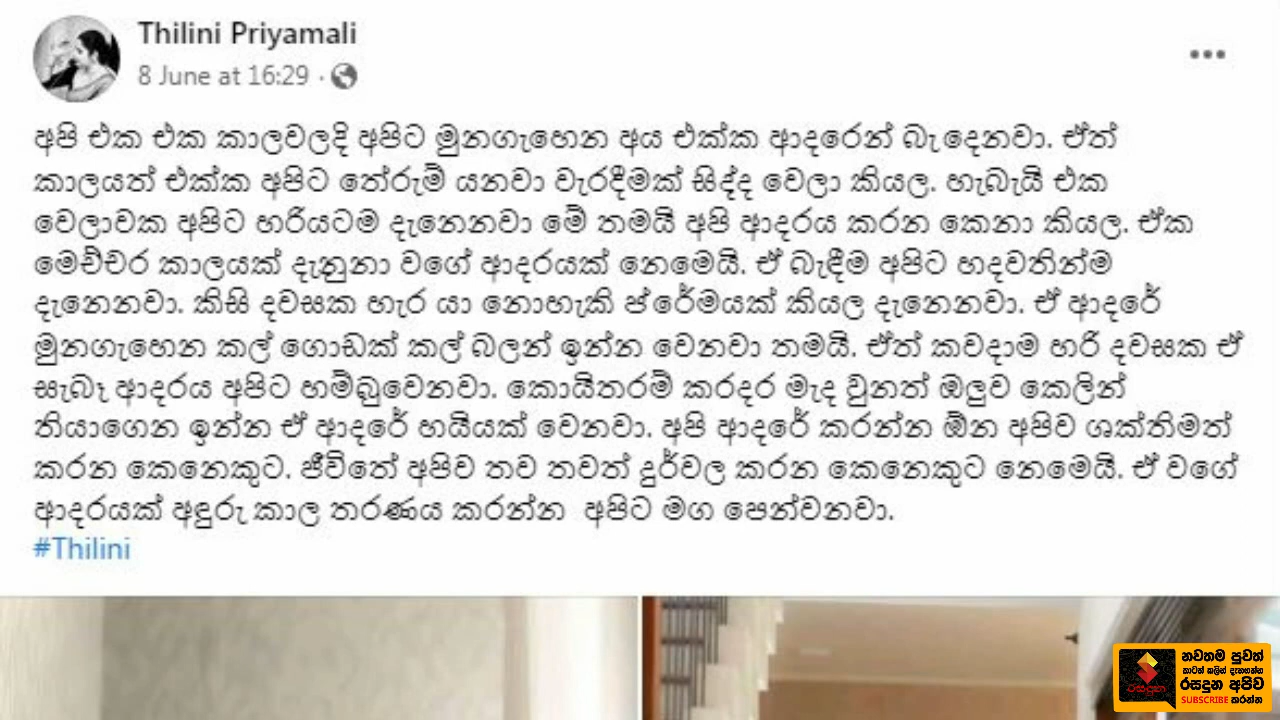 Thilini Priyamali
8 June at 16:29 ·
අපි එක එක කාලවලදි අපිට මුනගැහෙන අය එක්ක ආදරෙන් බැඳෙනවා. ඒත්
කාලයත් එක්ක අපිට තේරුම් යනවා වැරදීමක් සිද්ද වෙලා කියල. හැබැයි එක
වෙලාවක අපිට හරියටම දැනෙනවා මේ තමයි අපි ආදරය කරන කෙනා කියල. ඒක
මෙච්චර කාලයක් දැනුනා වගේ ආදරයක් නෙමෙයි. ඒ බැඳීම අපිට හදවතින්ම
දැනෙනවා. කිසි දවසක හැර යා නොහැකි ප්රේමයක් කියල දැනෙනවා. ඒ ආදරේ
මුනගැහෙන කල් ගොඩක් කල් බලන් ඉන්න වෙනවා තමයි. ඒත් කවදාම හරි දවසක ඒ
සැබෑ ආදරය අපිට හම්බුවෙනවා. කොයිතරම් කරදර මැද වුනත් ඔලුව කෙලින්
තියාගෙන ඉන්න ඒ ආදරේ හයියක් වෙනවා. අපි ආදරේ කරන්න ඕන අපිව ශක්තිමත්
කරන කෙනෙකුට. ජීවිතේ අපිව තව තවත් දුර්වල කරන කෙනෙකුට නෙමෙයි. ඒ වගේ
ආදරයක් අඳුරු කාල තරණය කරන්න අපිට මග පෙන්වනවා.
#Thilini
රසදුන
නවතම පුවත්
කාටත් කලින් දැනගන්න
රසදුන අපිව
SUBSCRIBE කරන්න